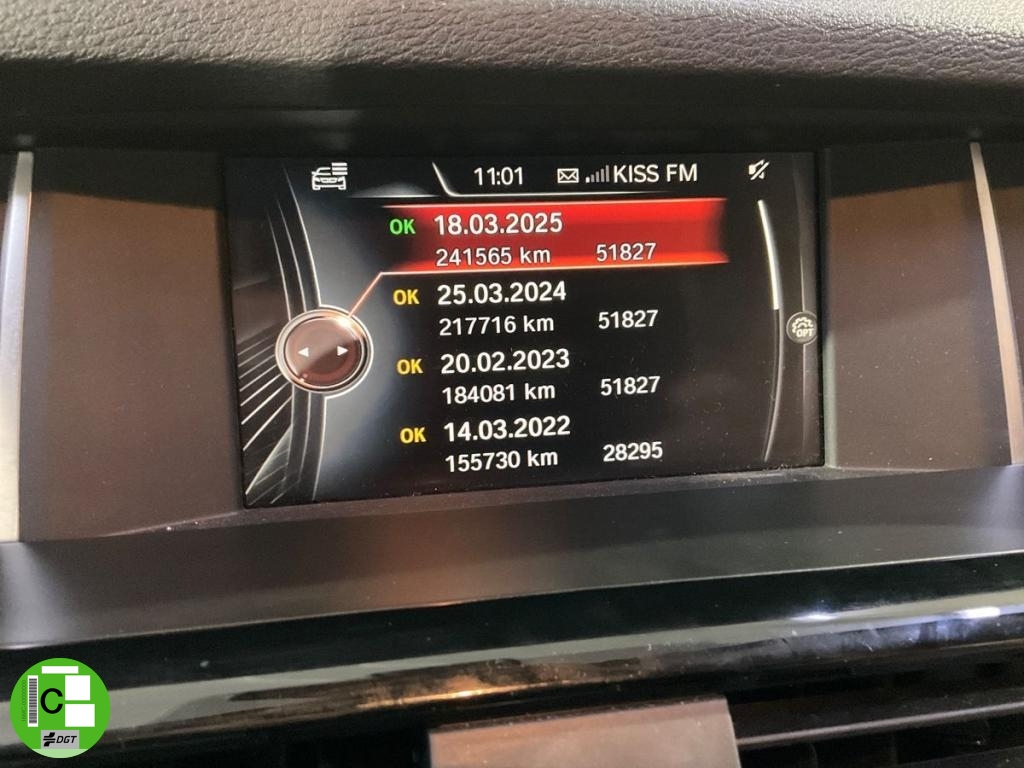 11:01 KISS FM
OK 18.03.2025
241565 km 51827
OK 25.03.2024
217716 km 51827
OK 20.02.2023
184081 km 51827
OK 14.03.2022
155730 km 28295
OPT
C
DGT